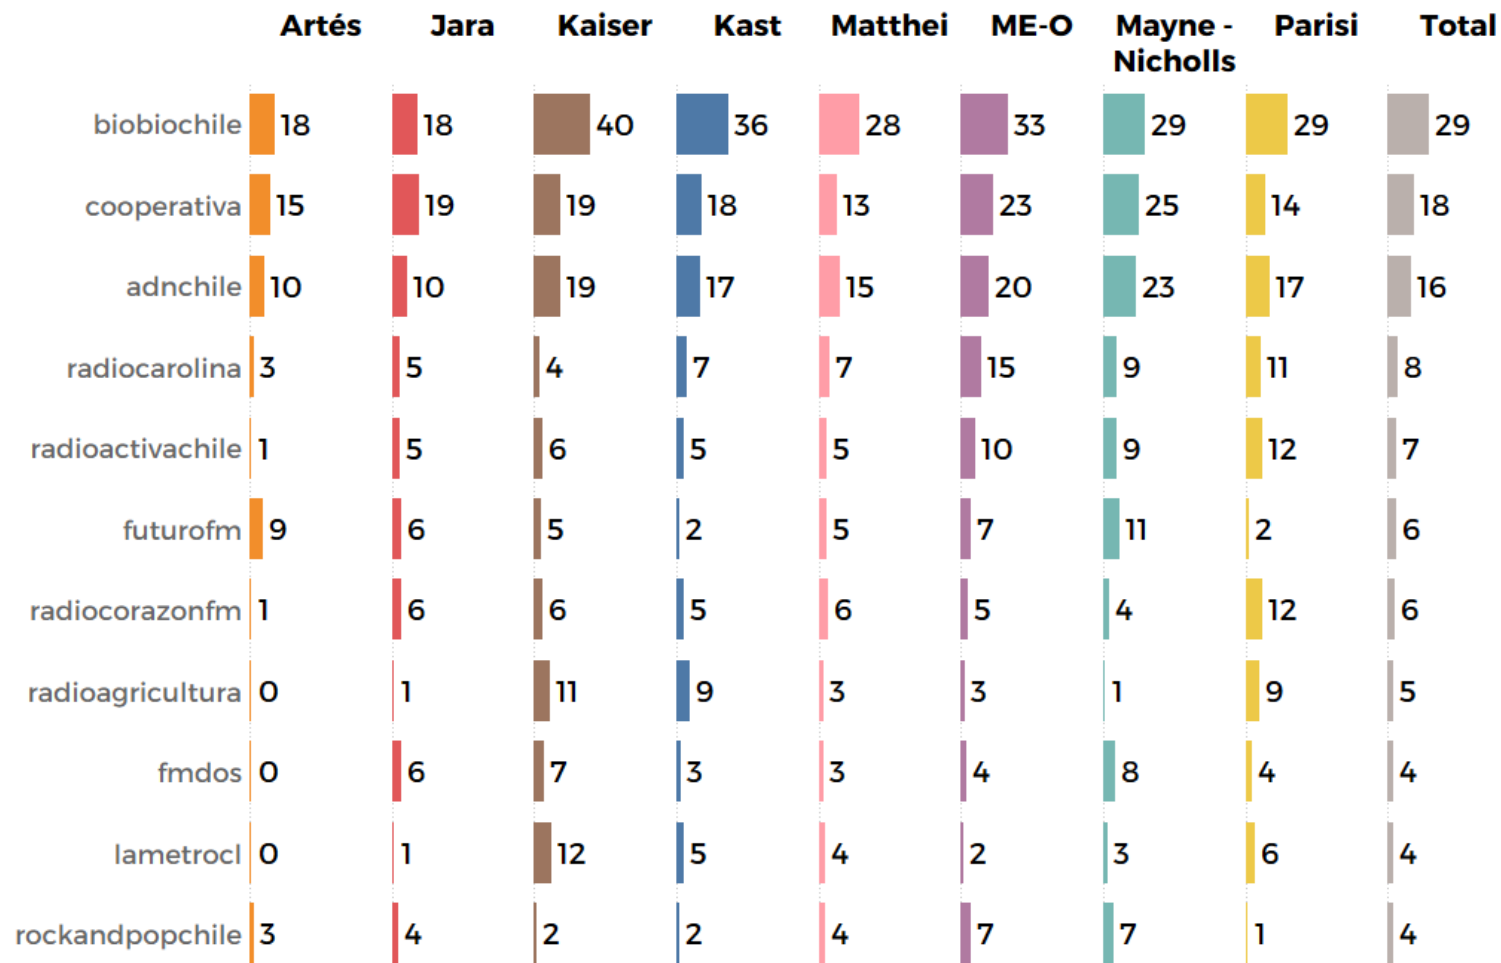 Artés Jara Kaiser Kast Matthei ME-O Mayne - Nicholls Parisi Total
biobiochile 18 18 40 36 28 33 29 29 29
cooperativa 15 19 19 18 13 23 25 14 18
adnchile 10 10 19 17 15 20 23 17 16
radiocarolina 3 5 4 7 7 15 9 11 8
radioactivachile 1 5 6 5 5 10 9 12 7
futurofm 9 6 5 2 5 7 11 2 6
radiocorazonfm 1 6 6 5 6 5 4 12 6
radioagricultura 0 1 11 9 3 3 1 9 5
fmdos 0 6 7 3 3 4 8 4 4
lametrocl 0 1 12 5 4 2 3 6 4
rockandpopchile 3 4 2 2 4 7 7 1 4